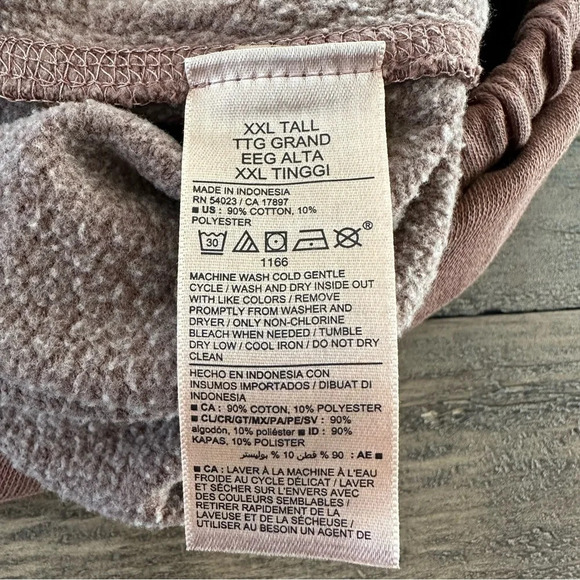 XXL TALL
TTG GRAND
EEG ALTA
XXL TINGGI
MADE IN INDONESIA
RN 54023 / CA 17897
■ US : 90% COTTON, 10%
POLYESTER
30
1166
MACHINE WASH COLD GENTLE
CYCLE / WASH AND DRY INSIDE OUT
WITH LIKE COLORS / REMOVE
PROMPTLY FROM WASHER AND
DRYER / ONLY NON-CHLORINE
BLEACH WHEN NEEDED / TUMBLE
DRY LOW / COOL IRON / DO NOT DRY
CLEAN
HECHO EN INDONESIA CON
INSUMOS IMPORTADOS / DIBUAT DI
INDONESIA
■ CA : 90% COTON, 10% POLYESTER
■ CL/CR/GT/MX/PA/PE/SV : 90%
algodón, 10% poliéster ■ ID : 90%
KAPAS, 10% POLISTER
■ AE : 90 % قطن 10 % بوليستر
■ CA : LAVER À LA MACHINE À L'EAU
FROIDE AU CYCLE DÉLICAT / LAVER
ET SÉCHER SUR L'ENVERS AVEC
DES COULEURS SEMBLABLES /
RETIRER RAPIDEMENT DE LA
LAVEUSE ET DE LA SÉCHEUSE /
UTILISER AU BESOIN UN AGENT DE